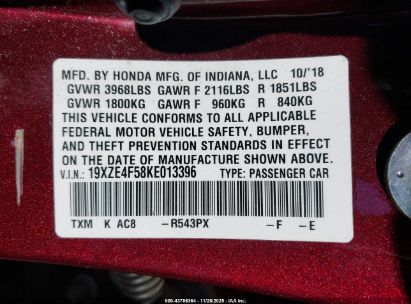 MFD. BY HONDA MFG. OF INDIANA, LLC 10/'18
GVWR 3968LBS GAWR F 2116LBS R 1851LBS
GVWR 1800KG GAWR F 960KG R 840KG
THIS VEHICLE CONFORMS TO ALL APPLICABLE
FEDERAL MOTOR VEHICLE SAFETY, BUMPER,
AND THEFT PREVENTION STANDARDS IN EFFECT
ON THE DATE OF MANUFACTURE SHOWN ABOVE.
V.I.N.: 19XZE4F58KE013396 TYPE: PASSENGER CAR
TXM K AC8 -R543PX -F -E